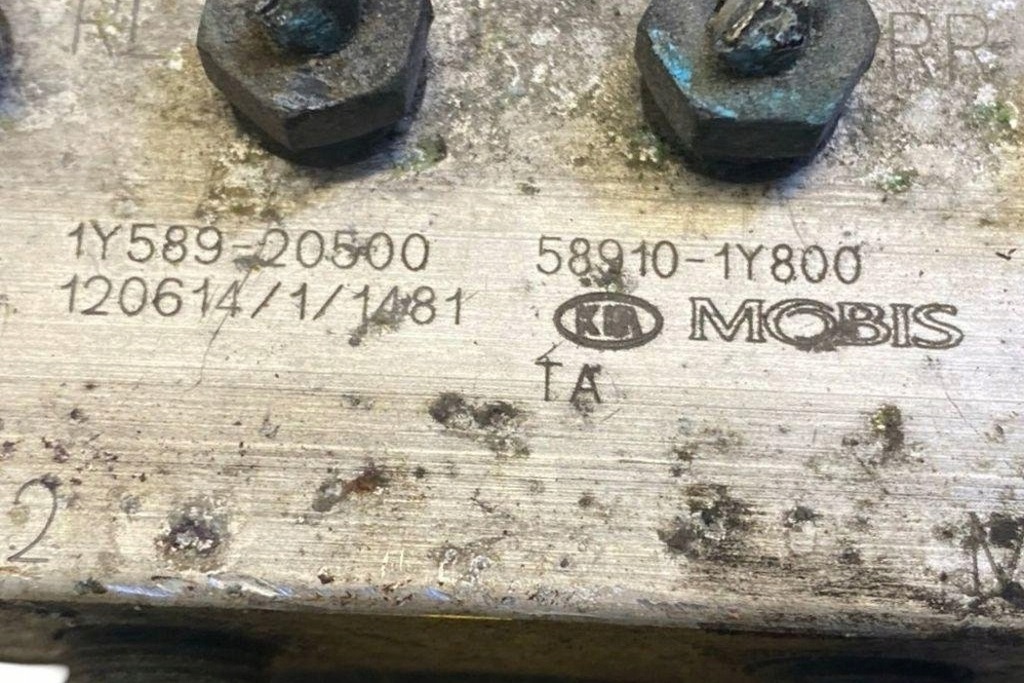 RL
RR
1Y589-20500
120614/1/1481
58910-1Y800
KIA MOBIS
TA
2